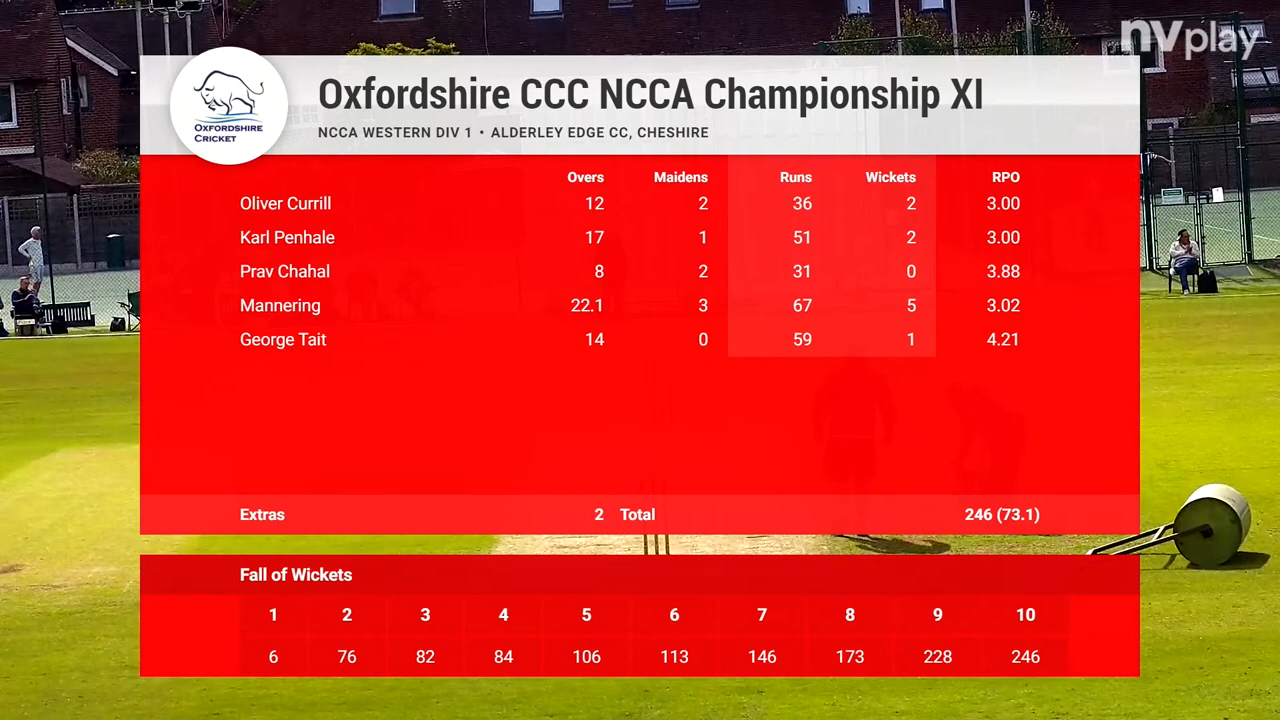 nvplay
Oxfordshire CCC NCCA Championship XI
NCCA WESTERN DIV 1 • ALDERLEY EDGE CC, CHESHIRE
OXFORDSHIRE
CRICKET
Overs Maidens Runs Wickets RPO
Oliver Currill 12 2 36 2 3.00
Karl Penhale 17 1 51 2 3.00
Prav Chahal 8 2 31 0 3.88
Mannering 22.1 3 67 5 3.02
George Tait 14 0 59 1 4.21
Extras 2 Total 246 (73.1)
Fall of Wickets
1 2 3 4 5 6 7 8 9 10
6 76 82 84 106 113 146 173 228 246